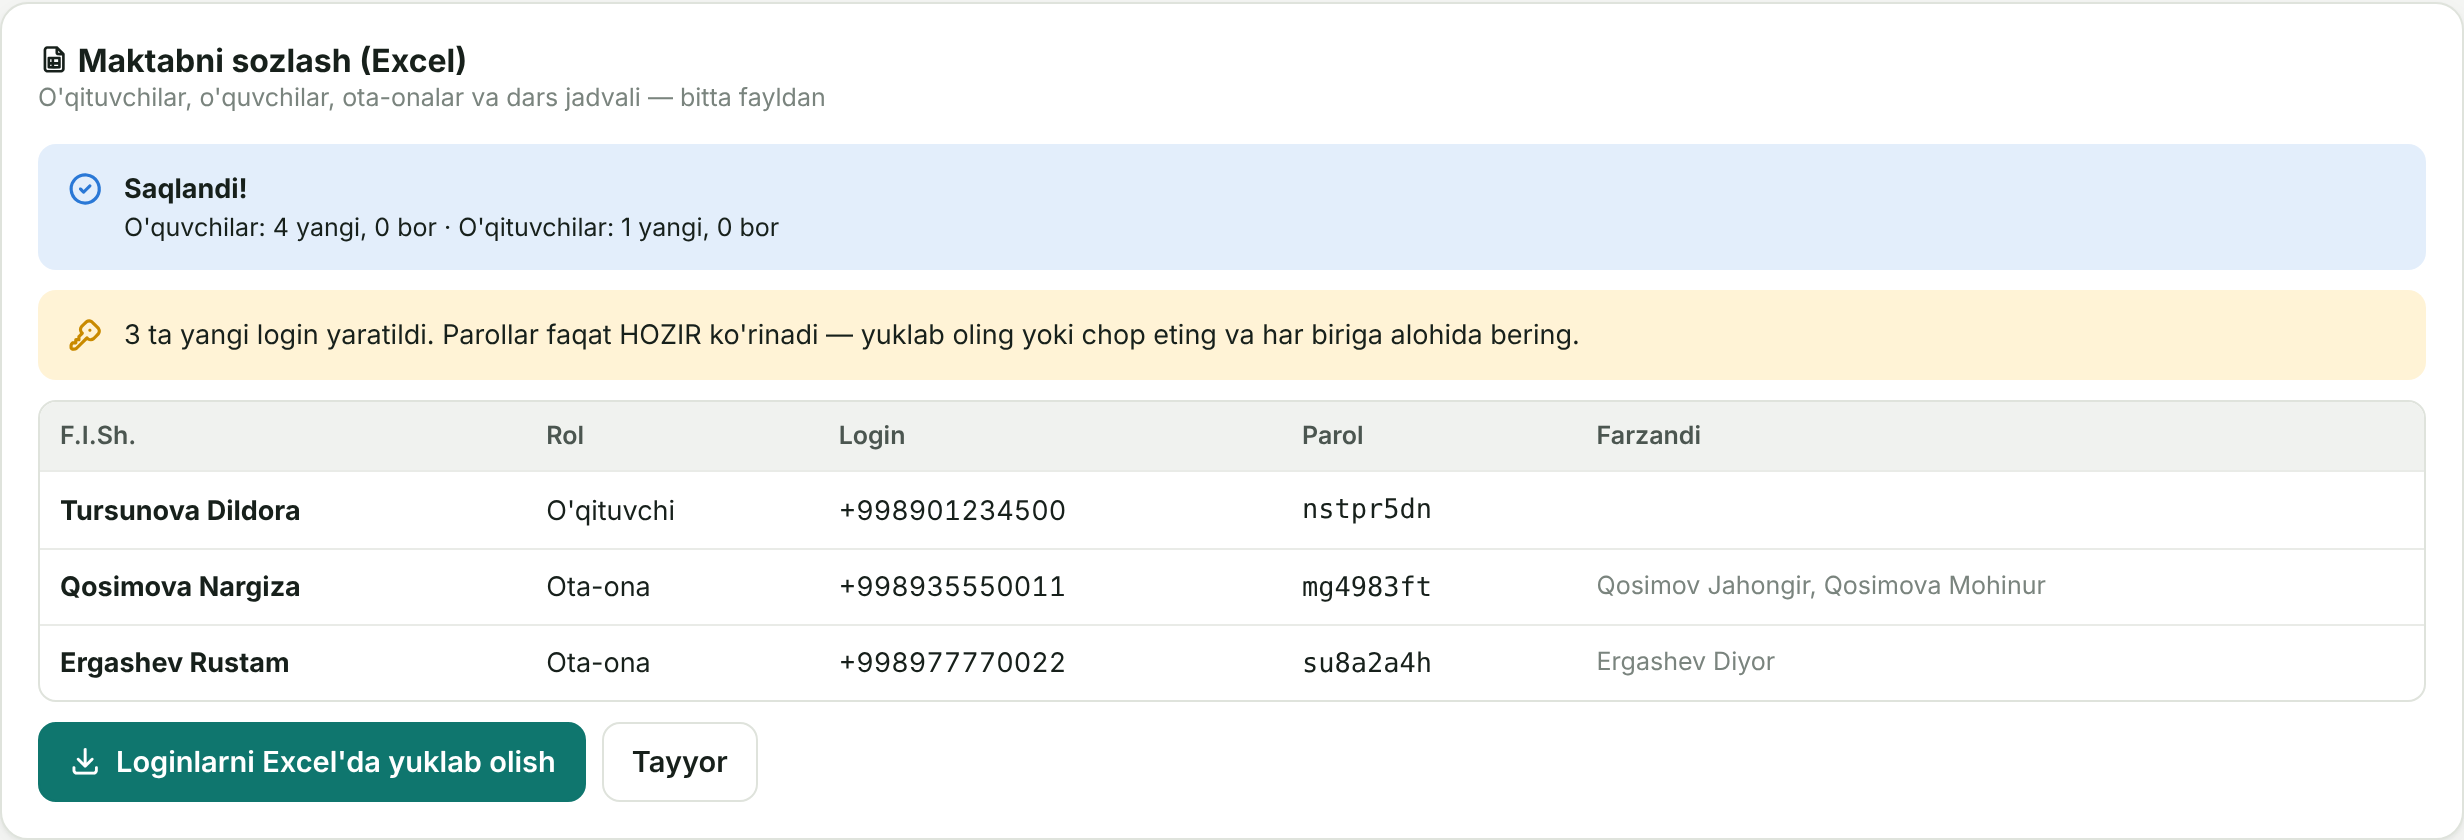 Maktabni sozlash (Excel)
O'qituvchilar, o'quvchilar, ota-onalar va dars jadvali — bitta fayldan
Saqlandi!
O'quvchilar: 4 yangi, 0 bor · O'qituvchilar: 1 yangi, 0 bor
3 ta yangi login yaratildi. Parollar faqat HOZIR ko'rinadi — yuklab oling yoki chop eting va har biriga alohida bering.
F.I.Sh. Rol Login Parol Farzandi
Tursunova Dildora O'qituvchi +998901234500 nstpr5dn
Qosimova Nargiza Ota-ona +998935550011 mg4983ft Qosimov Jahongir, Qosimova Mohinur
Ergashev Rustam Ota-ona +998977770022 su8a2a4h Ergashev Diyor
Loginlarni Excel'da yuklab olish Tayyor